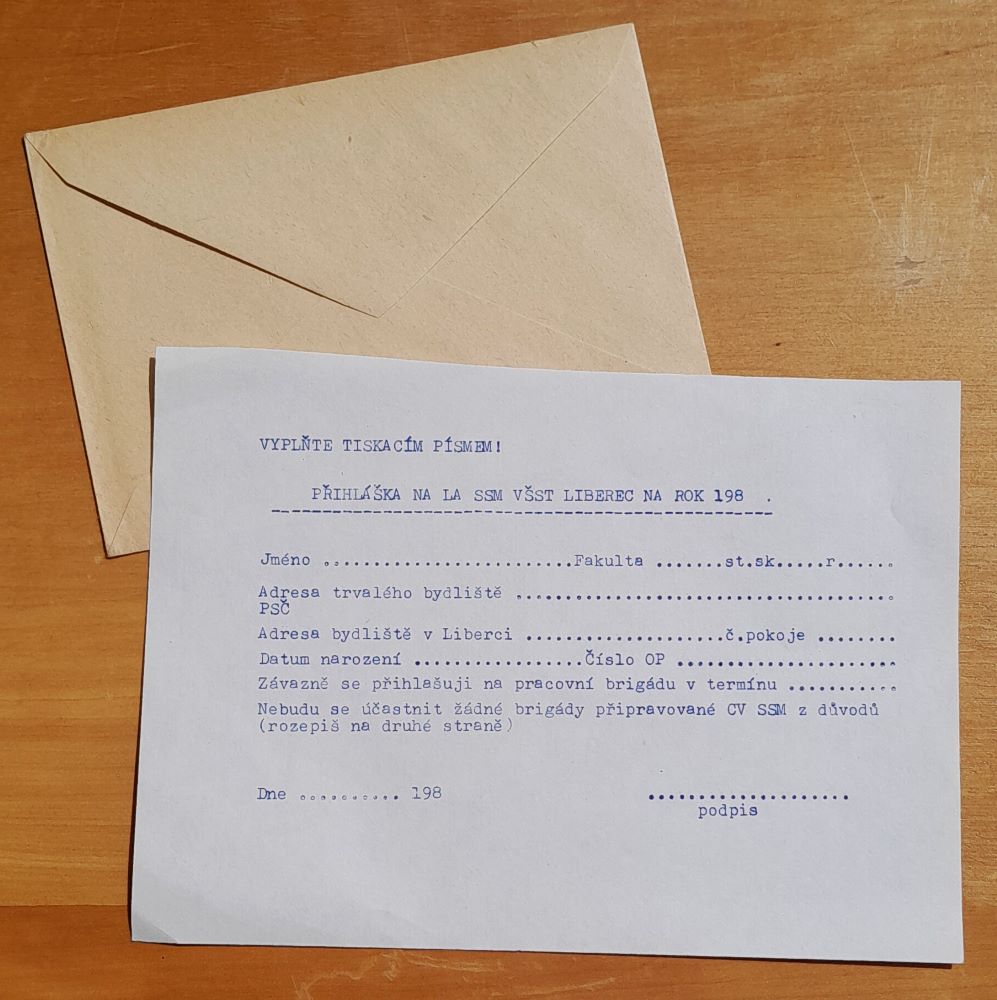 VYPLŇTE TISKACÍM PÍSMEM!
PŘIHLÁŠKA NA LA SSM VŠST LIBEREC NA ROK 198 .
Jméno .........................Fakulta .......st.sk.....r......
Adresa trvalého bydliště ......................................
PSČ
Adresa bydliště v Liberci ....................č.pokoje ........
Datum narození .................Číslo OP ......................
Závazně se přihlašuji na pracovní brigádu v termínu ...........
Nebudu se účastnit žádné brigády připravované CV SSM z důvodů
(rozepiš na druhé straně)
Dne .......... 198 ....................
podpis